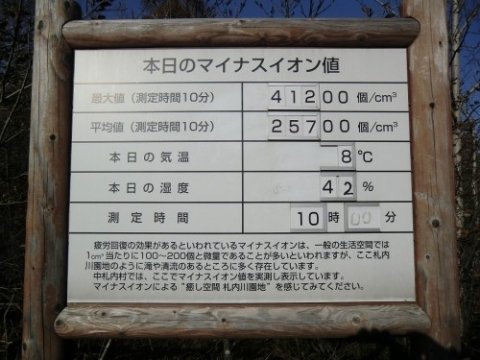 本日のマイナスイオン値
最大値（測定時間10分） 41200 個/cm³
平均値（測定時間10分） 25700 個/cm³
本日の気温 8 ℃
本日の湿度 42 %
測定時間 10 時 00 分
疲労回復の効果があるといわれているマイナスイオンは、一般の生活空間では
1cm³当たりに100〜200個と微量であることが多いといわれますが、ここ札内
川園地のように滝や清流のあるところに多く存在しています。
中札内村では、ここでマイナスイオン値を実測し表示しています。
マイナスイオンによる"癒し空間 札内川園地"を感じてみてください。